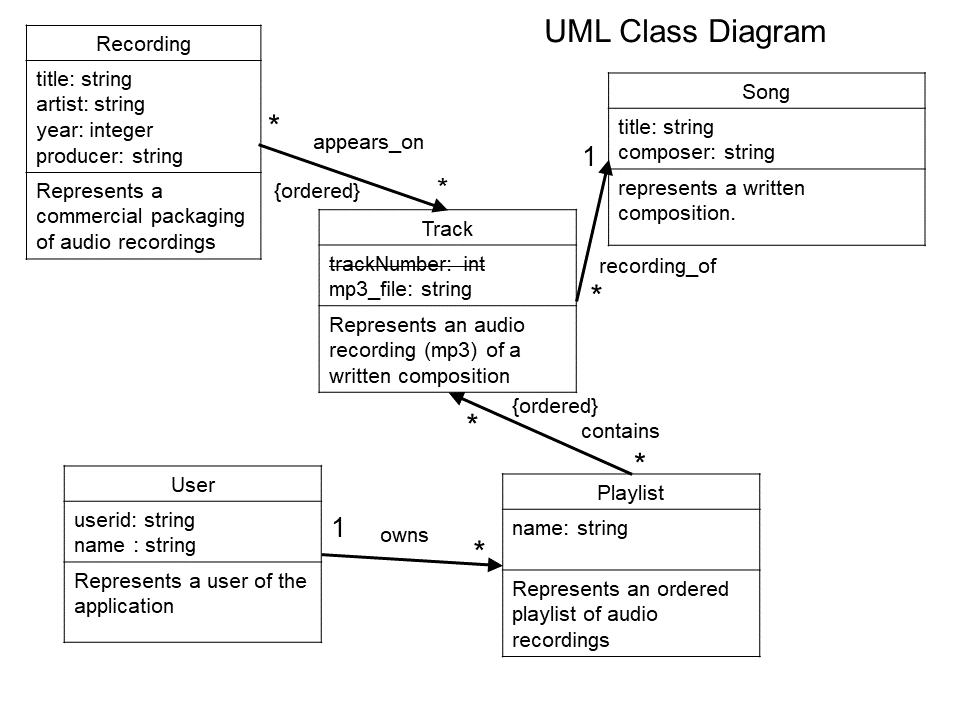 UML Class Diagram
Recording
title: string
artist: string
year: integer
producer: string
Represents a
commercial packaging
of audio recordings
*
appears_on
{ordered}
*
Song
title: string
composer: string
represents a written
composition.
1
recording_of
*
Track
trackNumber: int
mp3_file: string
Represents an audio
recording (mp3) of a
written composition
{ordered}
*
contains
*
User
userid: string
name : string
Represents a user of the
application
1
owns
*
Playlist
name: string
Represents an ordered
playlist of audio
recordings